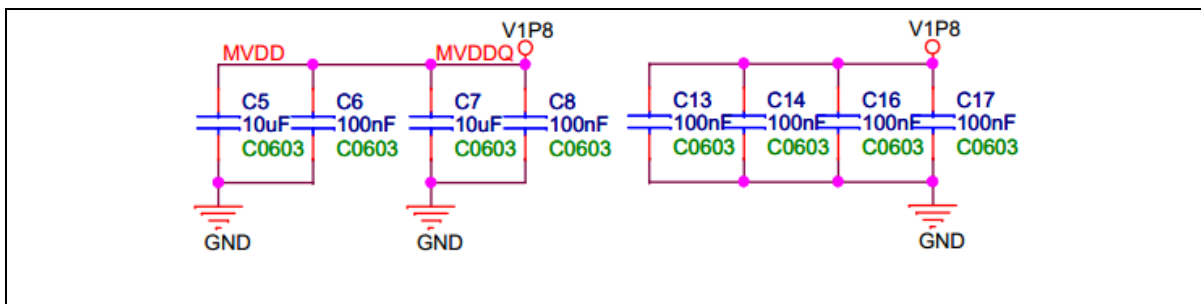 V1P8 V1P8
MVDD MVDDQ
C5 C6 C7 C8 C13 C14 C16 C17
10uF 100nF 10uF 100nF 100nF 100nF 100nF 100nF
C0603 C0603 C0603 C0603 C0603 C0603 C0603 C0603
GND GND GND